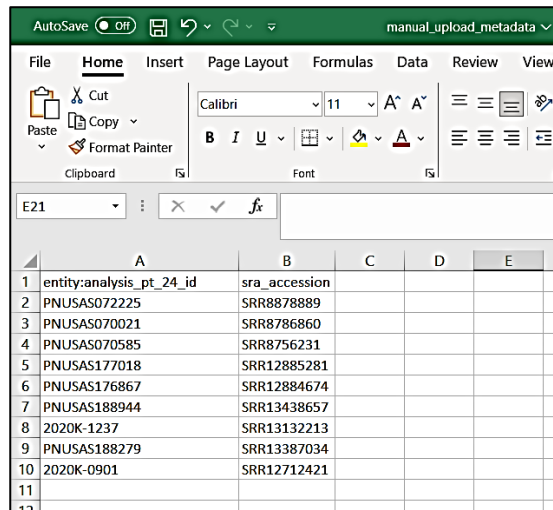 AutoSave Off manual_upload_metadata
File Home Insert Page Layout Formulas Data Review View
Paste
Cut
Copy
Format Painter
Clipboard
Calibri 11 A A
B I U A
Font
E21 fx
A B C D E
1 entity:analysis_pt_24_id sra_accession
2 PNUSAS072225 SRR8878889
3 PNUSAS070021 SRR8786860
4 PNUSAS070585 SRR8756231
5 PNUSAS177018 SRR12885281
6 PNUSAS176867 SRR12884674
7 PNUSAS188944 SRR13438657
8 2020K-1237 SRR13132213
9 PNUSAS188279 SRR13387034
10 2020K-0901 SRR12712421
11
12